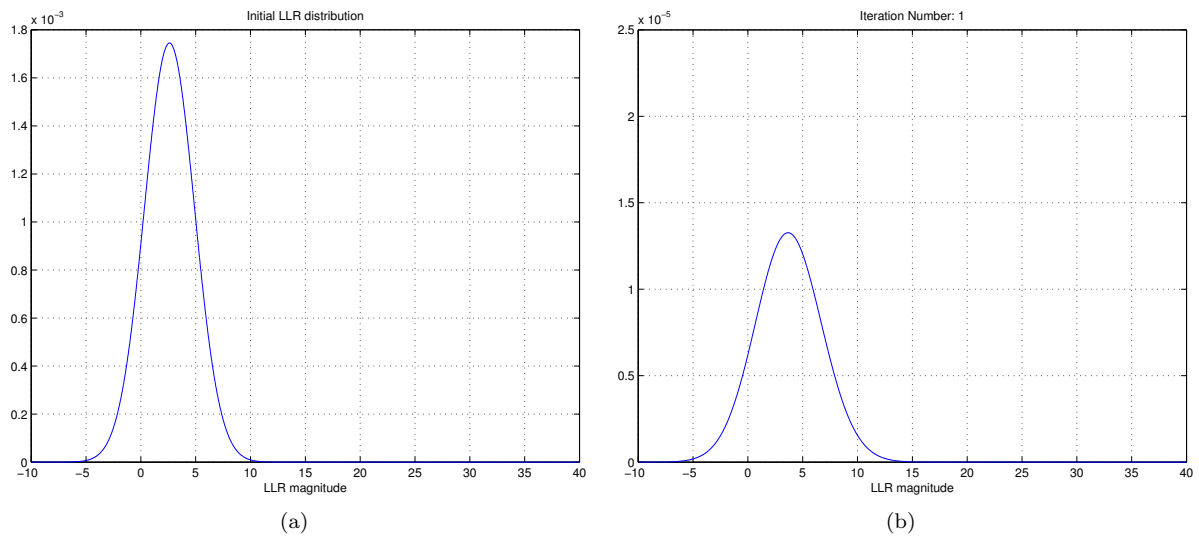 Initial LLR distribution
x 10⁻³
1.8
1.6
1.4
1.2
1
0.8
0.6
0.4
0.2
0
−10 −5 0 5 10 15 20 25 30 35 40
LLR magnitude
(a)
Iteration Number: 1
x 10⁻⁵
2.5
2
1.5
1
0.5
0
−10 −5 0 5 10 15 20 25 30 35 40
LLR magnitude
(b)